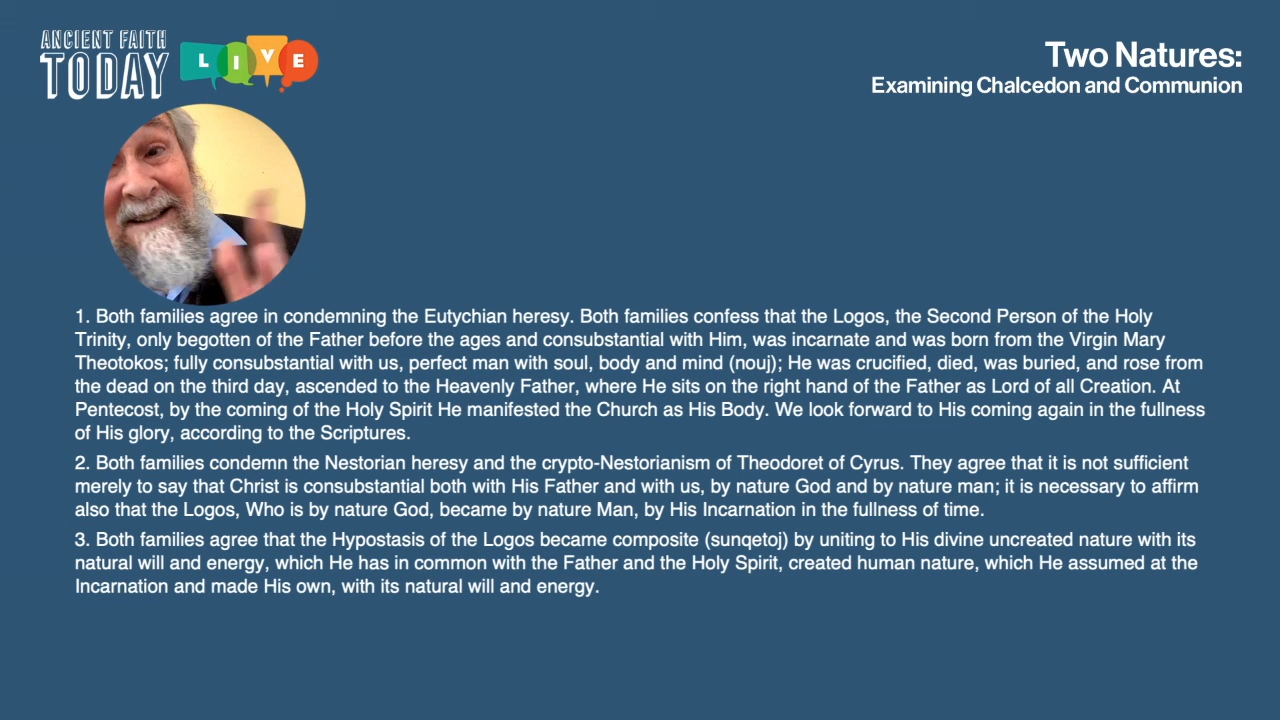 ANCIENT FAITH
TODAY
LIVE
Two Natures:
Examining Chalcedon and Communion
1. Both families agree in condemning the Eutychian heresy. Both families confess that the Logos, the Second Person of the Holy
Trinity, only begotten of the Father before the ages and consubstantial with Him, was incarnate and was born from the Virgin Mary
Theotokos; fully consubstantial with us, perfect man with soul, body and mind (nouj); He was crucified, died, was buried, and rose from
the dead on the third day, ascended to the Heavenly Father, where He sits on the right hand of the Father as Lord of all Creation. At
Pentecost, by the coming of the Holy Spirit He manifested the Church as His Body. We look forward to His coming again in the fullness
of His glory, according to the Scriptures.
2. Both families condemn the Nestorian heresy and the crypto-Nestorianism of Theodoret of Cyrus. They agree that it is not sufficient
merely to say that Christ is consubstantial both with His Father and with us, by nature God and by nature man; it is necessary to affirm
also that the Logos, Who is by nature God, became by nature Man, by His Incarnation in the fullness of time.
3. Both families agree that the Hypostasis of the Logos became composite (sunqetoj) by uniting to His divine uncreated nature with its
natural will and energy, which He has in common with the Father and the Holy Spirit, created human nature, which He assumed at the
Incarnation and made His own, with its natural will and energy.